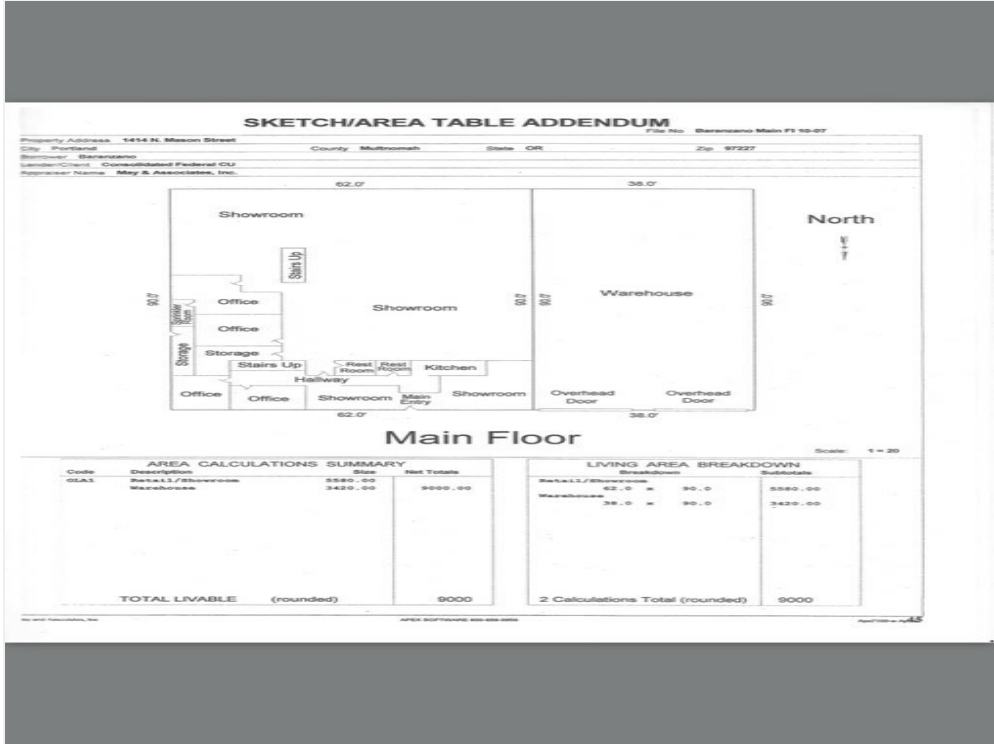 SKETCH/AREA TABLE ADDENDUM
File No Baranzano Main Fl 10-07
Property Address 1414 N. Mason Street
City Portland County Multnomah State OR Zip 97227
Borrower Baranzano
Lender/Client Consolidated Federal CU
Appraiser Name May & Associates, Inc.
62.0' 38.0'
Showroom
North
Stairs Up
90.0' 90.0' 90.0' 90.0'
Warehouse
Office
Showroom
Sprinkler Room
Office
Storage
Storage
Stairs Up
Rest Room
Rest Room
Kitchen
Hallway
Office
Office
Showroom
Main Entry
Showroom
Overhead Door
Overhead Door
62.0' 38.0'
Main Floor
Scale: 1 = 20
AREA CALCULATIONS SUMMARY
Code Description Size Net Totals
GLA1 Retail/Showroom 5580.00
Warehouse 3420.00 9000.00
TOTAL LIVABLE (rounded) 9000
LIVING AREA BREAKDOWN
Breakdown Subtotals
Retail/Showroom
62.0 x 90.0 5580.00
Warehouse
38.0 x 90.0 3420.00
2 Calculations Total (rounded) 9000
APEX SOFTWARE
45